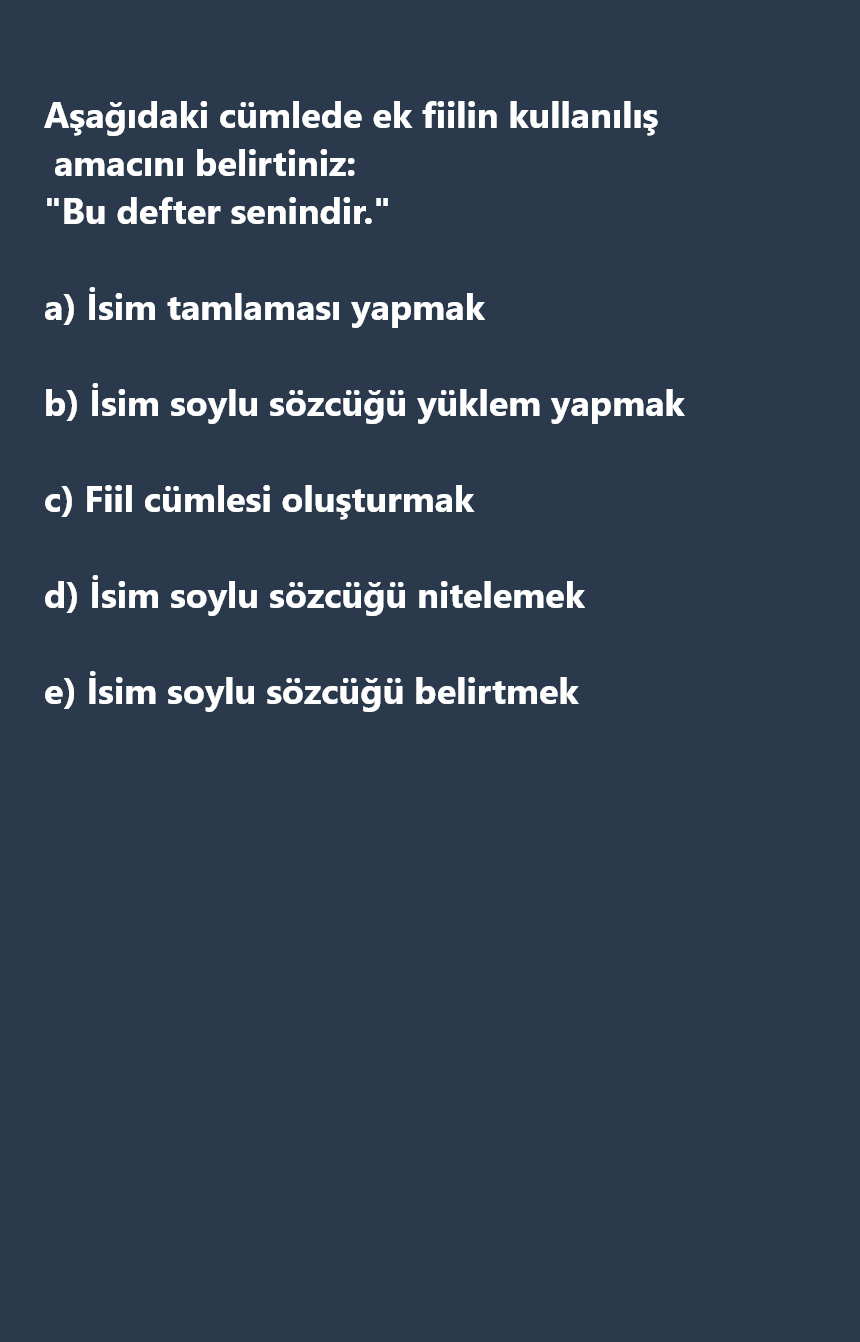 Aşağıdaki cümlede ek fiilin kullanılış
amacını belirtiniz:
"Bu defter senindir."
a) İsim tamlaması yapmak
b) İsim soylu sözcüğü yüklem yapmak
c) Fiil cümlesi oluşturmak
d) İsim soylu sözcüğü nitelemek
e) İsim soylu sözcüğü belirtmek